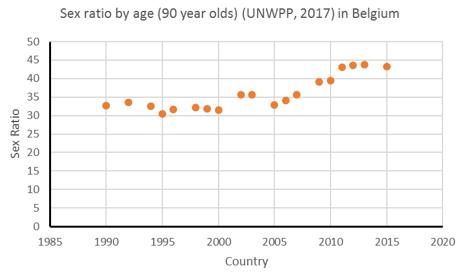 Sex ratio by age (90 year olds) (UNWPP, 2017) in Belgium
50
45
40
35
30
25
20
15
10
5
0
Sex Ratio
1985 1990 1995 2000 2005 2010 2015 2020
Country